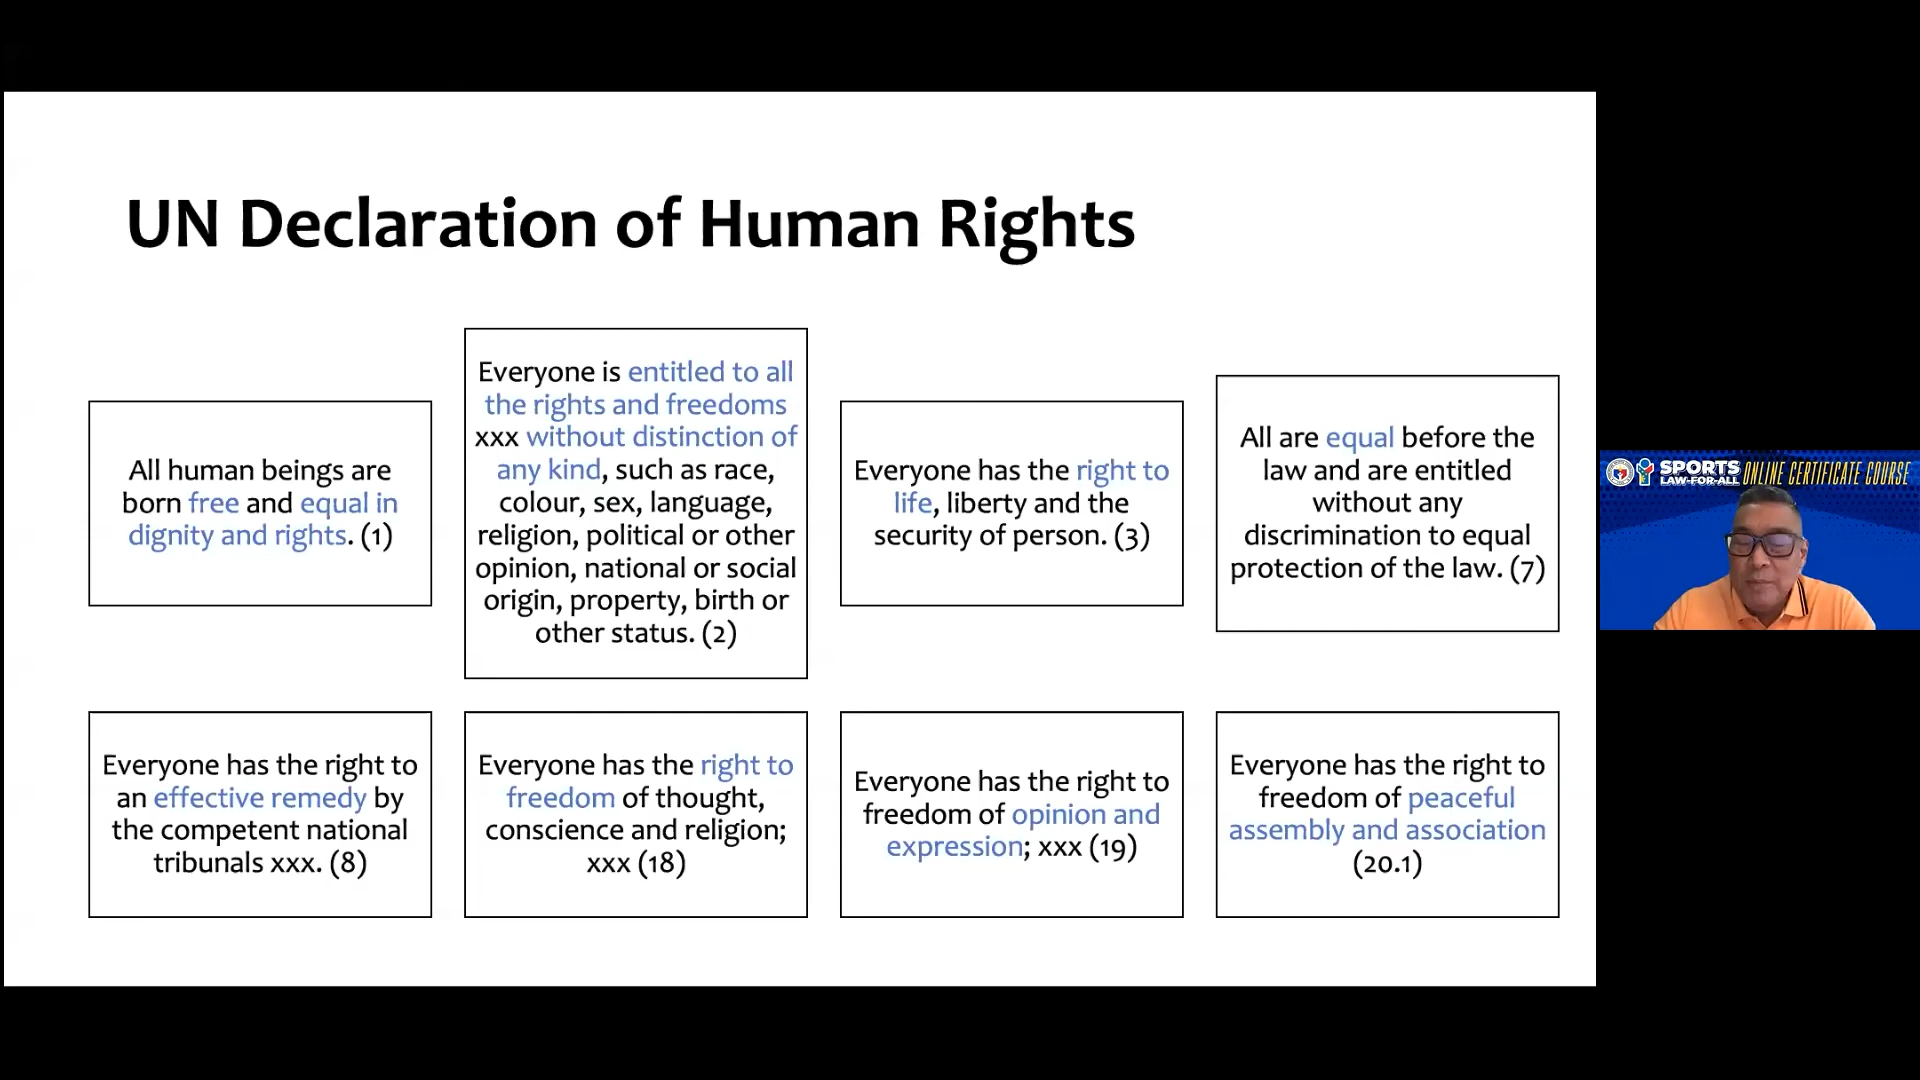 UN Declaration of Human Rights
All human beings are
born free and equal in
dignity and rights. (1)
Everyone is entitled to all
the rights and freedoms
xxx without distinction of
any kind, such as race,
colour, sex, language,
religion, political or other
opinion, national or social
origin, property, birth or
other status. (2)
Everyone has the right to
life, liberty and the
security of person. (3)
All are equal before the
law and are entitled
without any
discrimination to equal
protection of the law. (7)
Everyone has the right to
an effective remedy by
the competent national
tribunals xxx. (8)
Everyone has the right to
freedom of thought,
conscience and religion;
xxx (18)
Everyone has the right to
freedom of opinion and
expression; xxx (19)
Everyone has the right to
freedom of peaceful
assembly and association
(20.1)
SPORTS
LAW-FOR-ALL
ONLINE CERTIFICATE COURSE